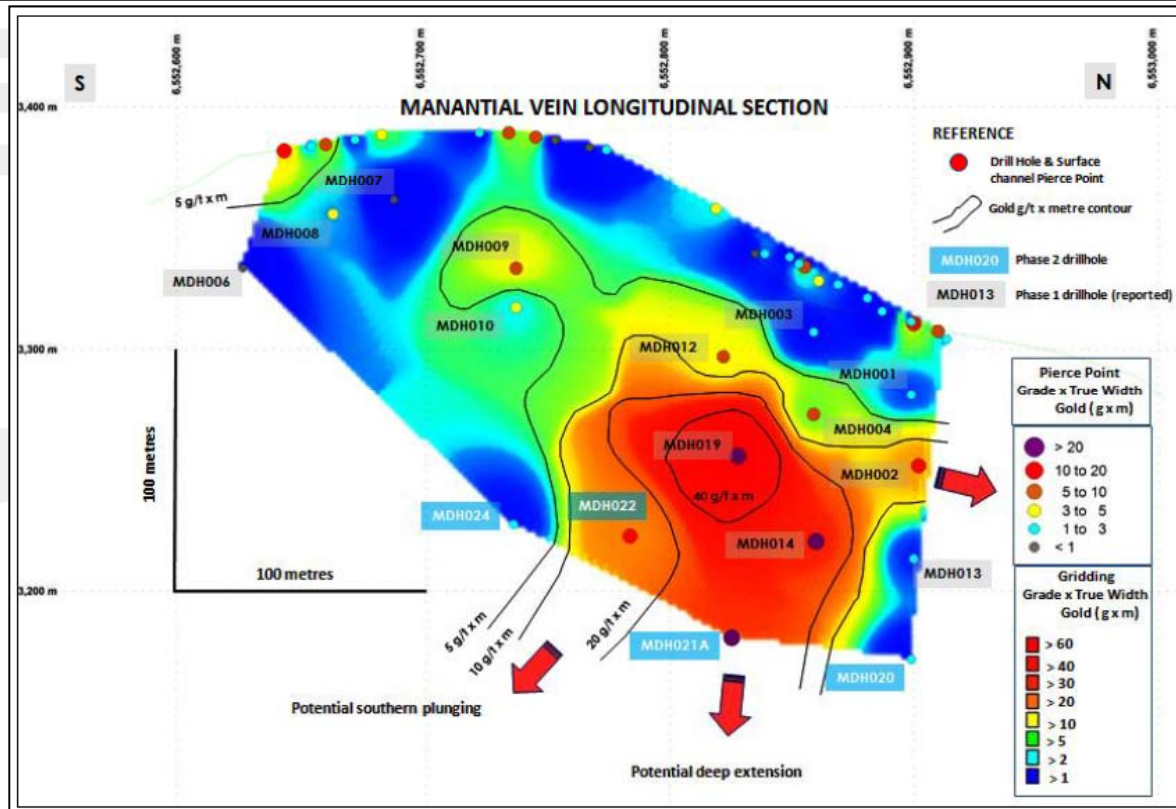 6,552,600 m
6,552,700 m
6,552,800 m
6,552,900 m
6,553,000 m
S
N
3,400 m
MANANTIAL VEIN LONGITUDINAL SECTION
REFERENCE
Drill Hole & Surface
channel Pierce Point
Gold g/t x metre contour
MDH020 Phase 2 drillhole
MDH013 Phase 1 drillhole (reported)
MDH007
5 g/t x m
MDH008
MDH009
MDH006
MDH010
MDH003
3,300 m
MDH012
MDH001
MDH004
MDH019
MDH002
40 g/t x m
100 metres
MDH022
MDH024
MDH014
MDH013
100 metres
3,200 m
5 g/t x m
10 g/t x m
20 g/t x m
MDH021A
MDH020
Potential southern plunging
Potential deep extension
Pierce Point
Grade x True Width
Gold ( g x m )
> 20
10 to 20
5 to 10
3 to 5
1 to 3
< 1
Gridding
Grade x True Width
Gold ( g x m )
> 60
> 40
> 30
> 20
> 10
> 5
> 2
> 1